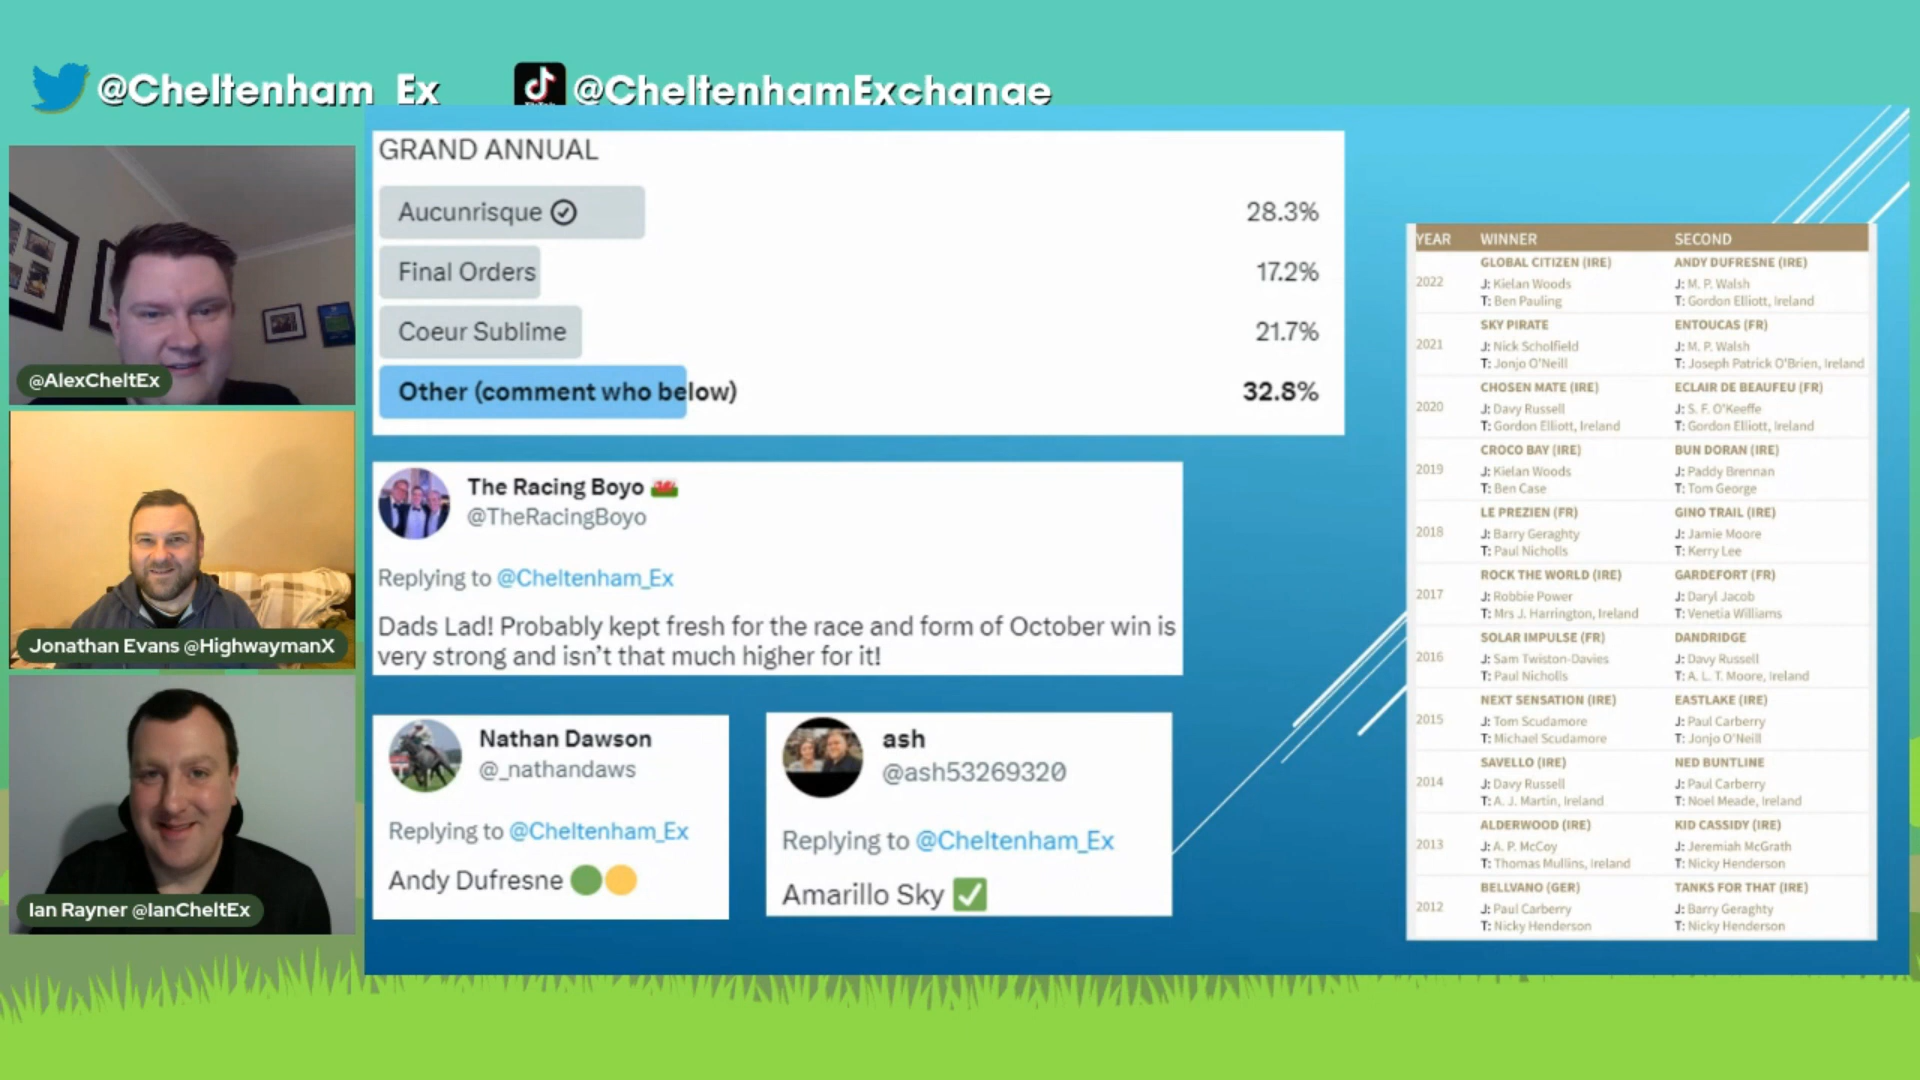 @Cheltenham_Ex
@CheltenhamExchange
@AlexCheltEx
Jonathan Evans @HighwaymanX
Ian Rayner @IanCheltEx
GRAND ANNUAL
Aucunrisque 28.3%
Final Orders 17.2%
Coeur Sublime 21.7%
Other (comment who below) 32.8%
The Racing Boyo
@TheRacingBoyo
Replying to @Cheltenham_Ex
Dads Lad! Probably kept fresh for the race and form of October win is
very strong and isn't that much higher for it!
Nathan Dawson
@_nathandaws
Replying to @Cheltenham_Ex
Andy Dufresne
ash
@ash53269320
Replying to @Cheltenham_Ex
Amarillo Sky
YEAR WINNER SECOND
GLOBAL CITIZEN (IRE) ANDY DUFRESNE (IRE)
2022 J: Kielan Woods J: M. P. Walsh
T: Ben Pauling T: Gordon Elliott, Ireland
SKY PIRATE ENTOUCAS (FR)
2021 J: Nick Scholfield J: M. P. Walsh
T: Jonjo O'Neill T: Joseph Patrick O'Brien, Ireland
CHOSEN MATE (IRE) ECLAIR DE BEAUFEU (FR)
2020 J: Davy Russell J: S. F. O'Keeffe
T: Gordon Elliott, Ireland T: Gordon Elliott, Ireland
CROCO BAY (IRE) BUN DORAN (IRE)
2019 J: Kielan Woods J: Paddy Brennan
T: Ben Case T: Tom George
LE PREZIEN (FR) GINO TRAIL (IRE)
2018 J: Barry Geraghty J: Jamie Moore
T: Paul Nicholls T: Kerry Lee
ROCK THE WORLD (IRE) GARDEFORT (FR)
2017 J: Robbie Power J: Daryl Jacob
T: Mrs J. Harrington, Ireland T: Venetia Williams
SOLAR IMPULSE (FR) DANDRIDGE
2016 J: Sam Twiston-Davies J: Davy Russell
T: Paul Nicholls T: A. L. T. Moore, Ireland
NEXT SENSATION (IRE) EASTLAKE (IRE)
2015 J: Tom Scudamore J: Paul Carberry
T: Michael Scudamore T: Jonjo O'Neill
SAVELLO (IRE) NED BUNTLINE
2014 J: Davy Russell J: Paul Carberry
T: A. J. Martin, Ireland T: Noel Meade, Ireland
ALDERWOOD (IRE) KID CASSIDY (IRE)
2013 J: A. P. McCoy J: Jeremiah McGrath
T: Thomas Mullins, Ireland T: Nicky Henderson
BELLVANO (GER) TANKS FOR THAT (IRE)
2012 J: Paul Carberry J: Barry Geraghty
T: Nicky Henderson T: Nicky Henderson